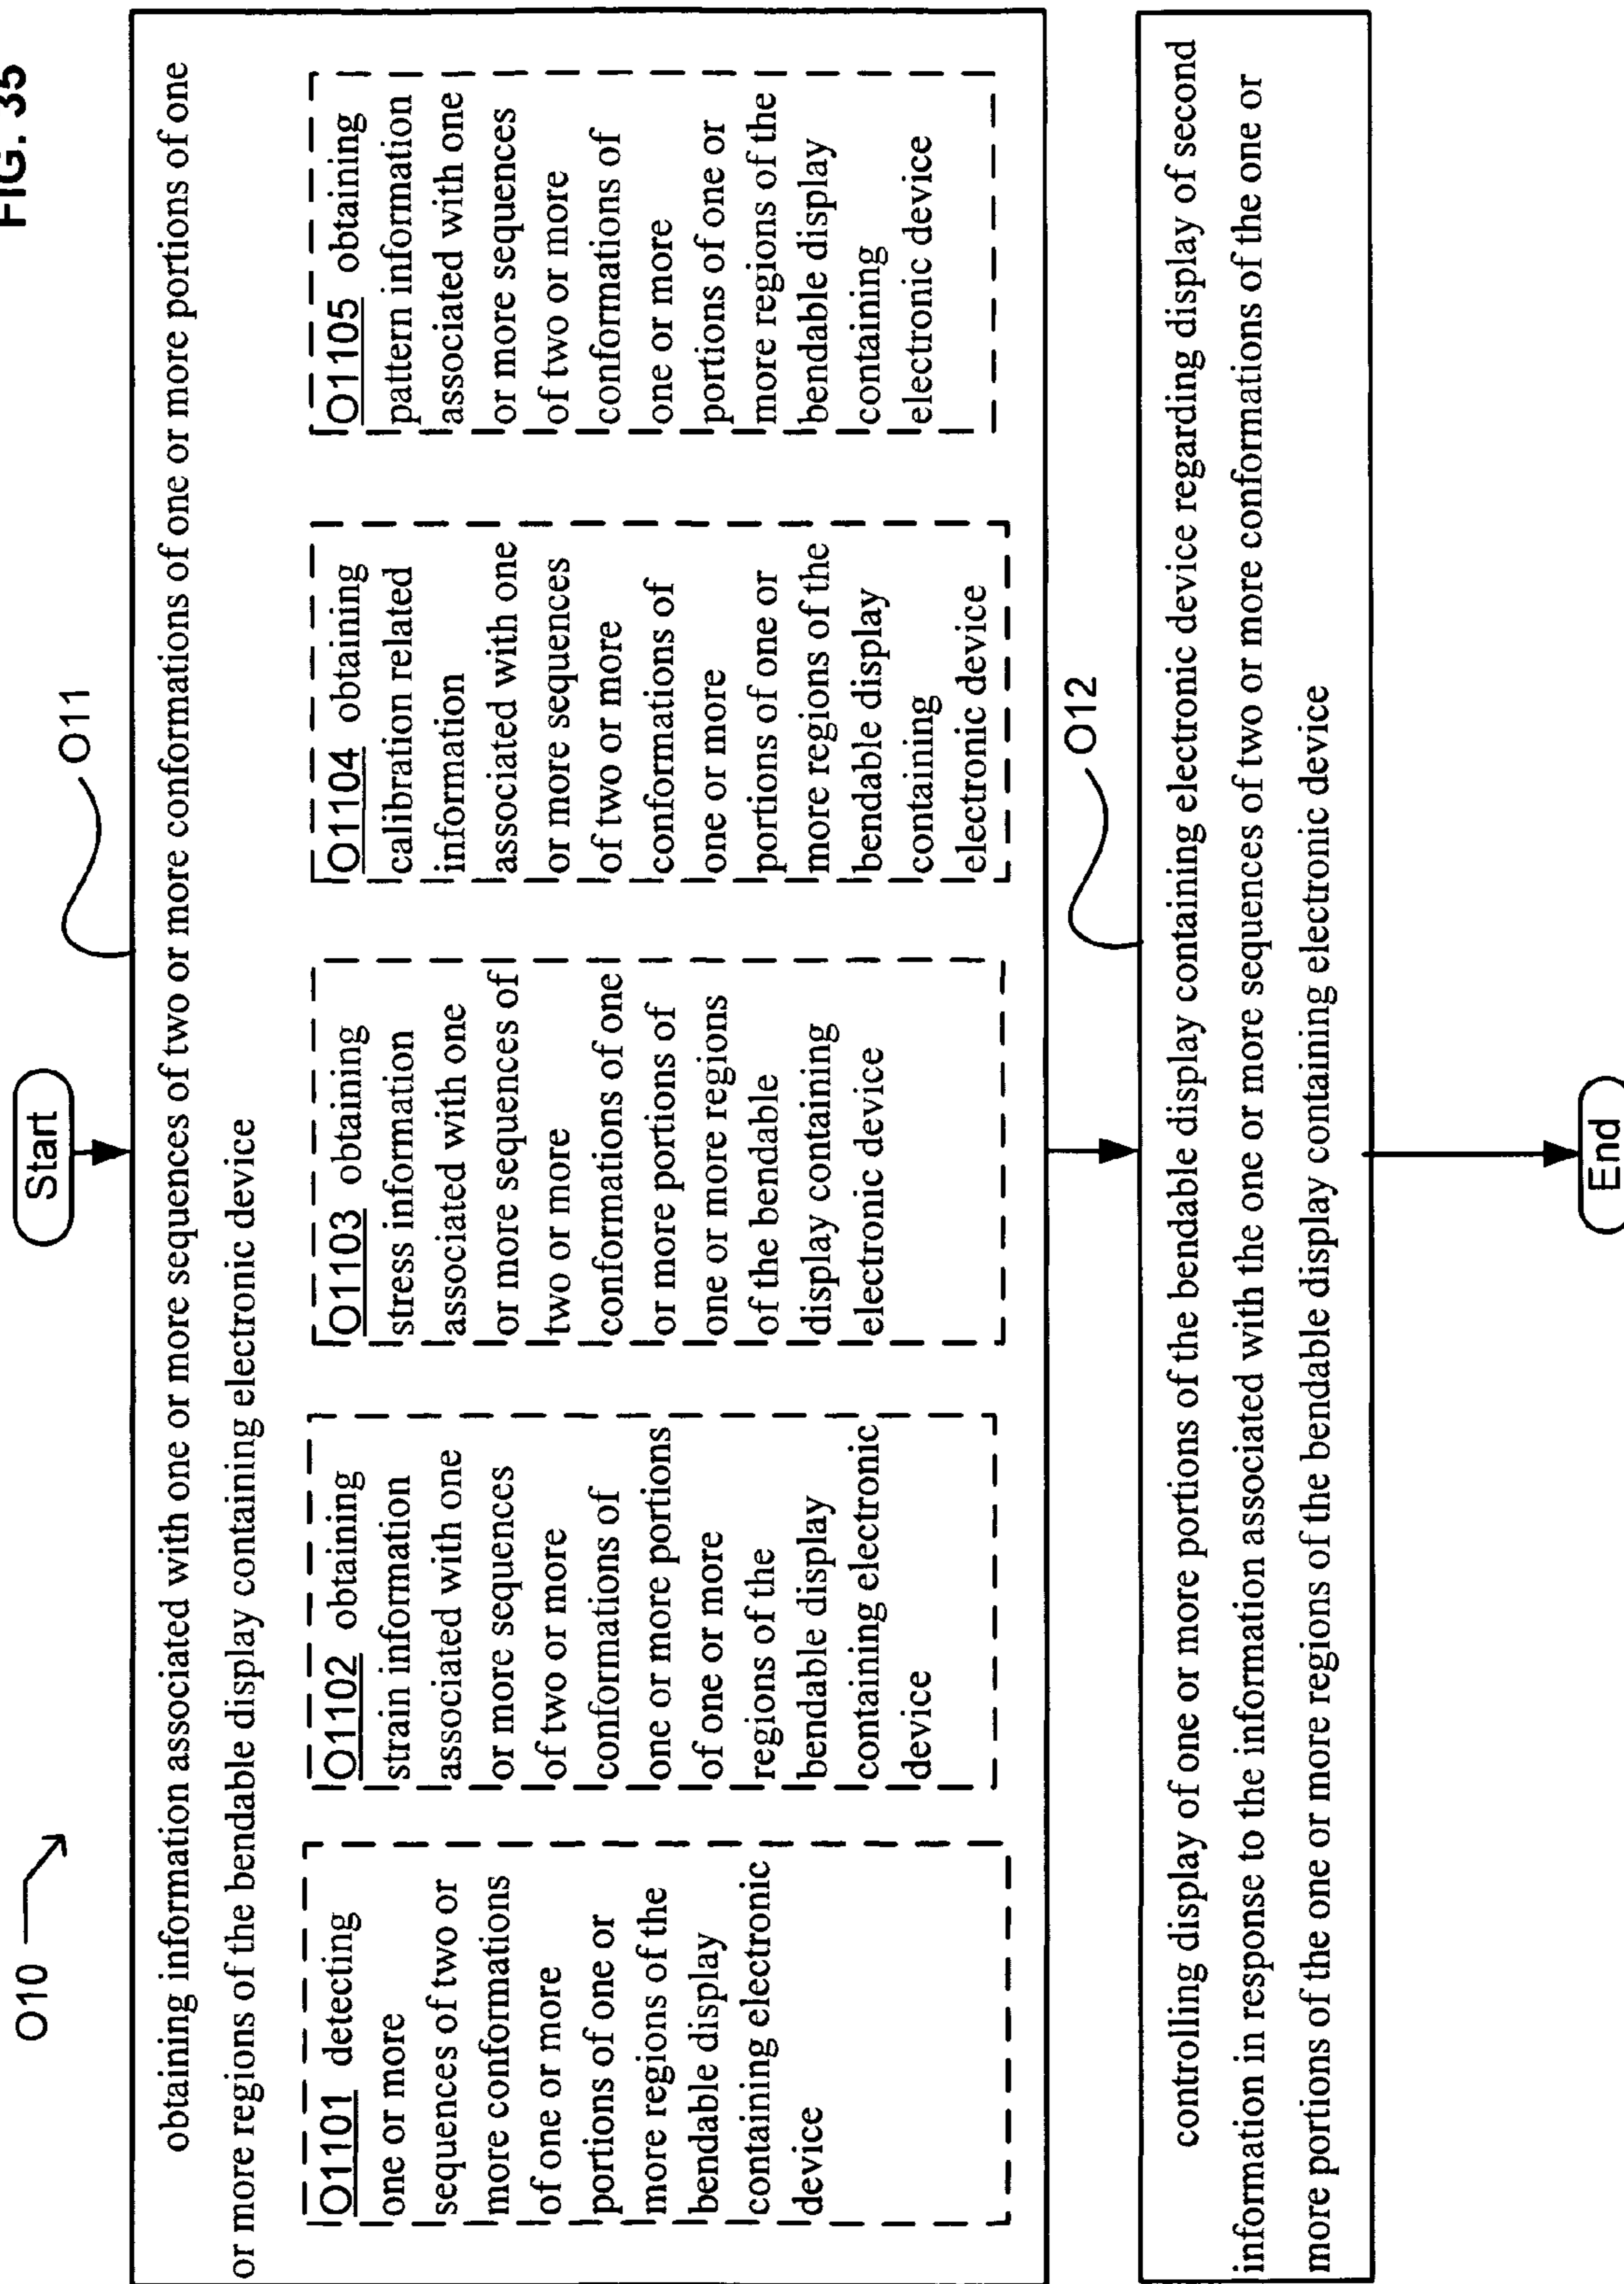 FIG. 35
O10
Start
O11
obtaining information associated with one or more sequences of two or more conformations of one or more portions of one
or more regions of the bendable display containing electronic device
O1101 detecting
one or more
sequences of two or
more conformations
of one or more
portions of one or
more regions of the
bendable display
containing electronic
device
O1102 obtaining
strain information
associated with one
or more sequences
of two or more
conformations of
one or more portions
of one or more
regions of the
bendable display
containing electronic
device
O1103 obtaining
stress information
associated with one
or more sequences of
two or more
conformations of one
or more portions of
one or more regions
of the bendable
display containing
electronic device
O1104 obtaining
calibration related
information
associated with one
or more sequences
of two or more
conformations of
one or more
portions of one or
more regions of the
bendable display
containing
electronic device
O1105 obtaining
pattern information
associated with one
or more sequences
of two or more
conformations of
one or more
portions of one or
more regions of the
bendable display
containing
electronic device
O12
controlling display of one or more portions of the bendable display containing electronic device regarding display of second
information in response to the information associated with the one or more sequences of two or more conformations of the one or
more portions of the one or more regions of the bendable display containing electronic device
End